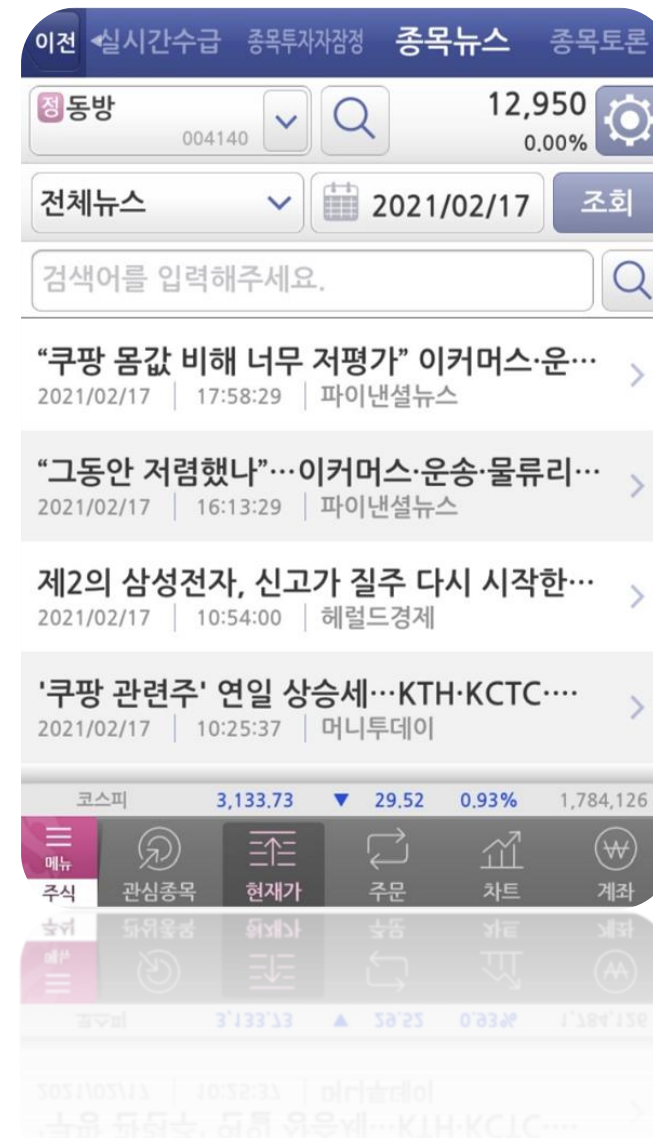 이전 ◀실시간수급 종목투자자잠정 종목뉴스 종목토론
정 동방 12,950
004140 0.00%
전체뉴스 2021/02/17 조회
검색어를 입력해주세요.
“쿠팡 몸값 비해 너무 저평가” 이커머스·운…
2021/02/17 | 17:58:29 | 파이낸셜뉴스
“그동안 저렴했나”…이커머스·운송·물류리…
2021/02/17 | 16:13:29 | 파이낸셜뉴스
제2의 삼성전자, 신고가 질주 다시 시작한…
2021/02/17 | 10:54:00 | 헤럴드경제
'쿠팡 관련주' 연일 상승세…KTH·KCTC·…
2021/02/17 | 10:25:37 | 머니투데이
코스피 3,133.73 ▼ 29.52 0.93% 1,784,126
메뉴
주식 관심종목 현재가 주문 차트 계좌